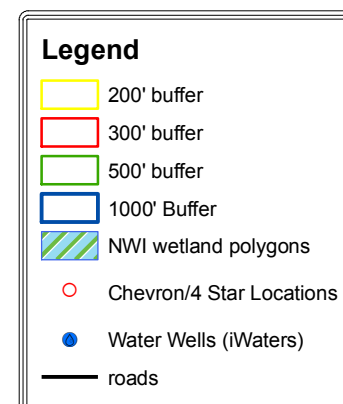 Legend
200' buffer
300' buffer
500' buffer
1000' Buffer
NWI wetland polygons
Chevron/4 Star Locations
Water Wells (iWaters)
roads